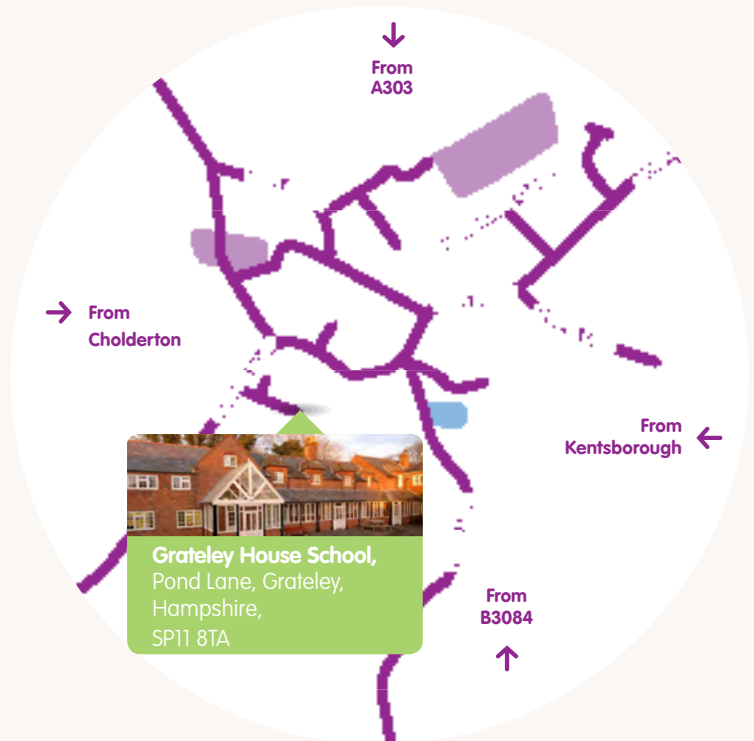 From
A303
From
Cholderton
From
Kentsborough
Grateley House School,
Pond Lane, Grateley,
Hampshire,
SP11 8TA
From
B3084